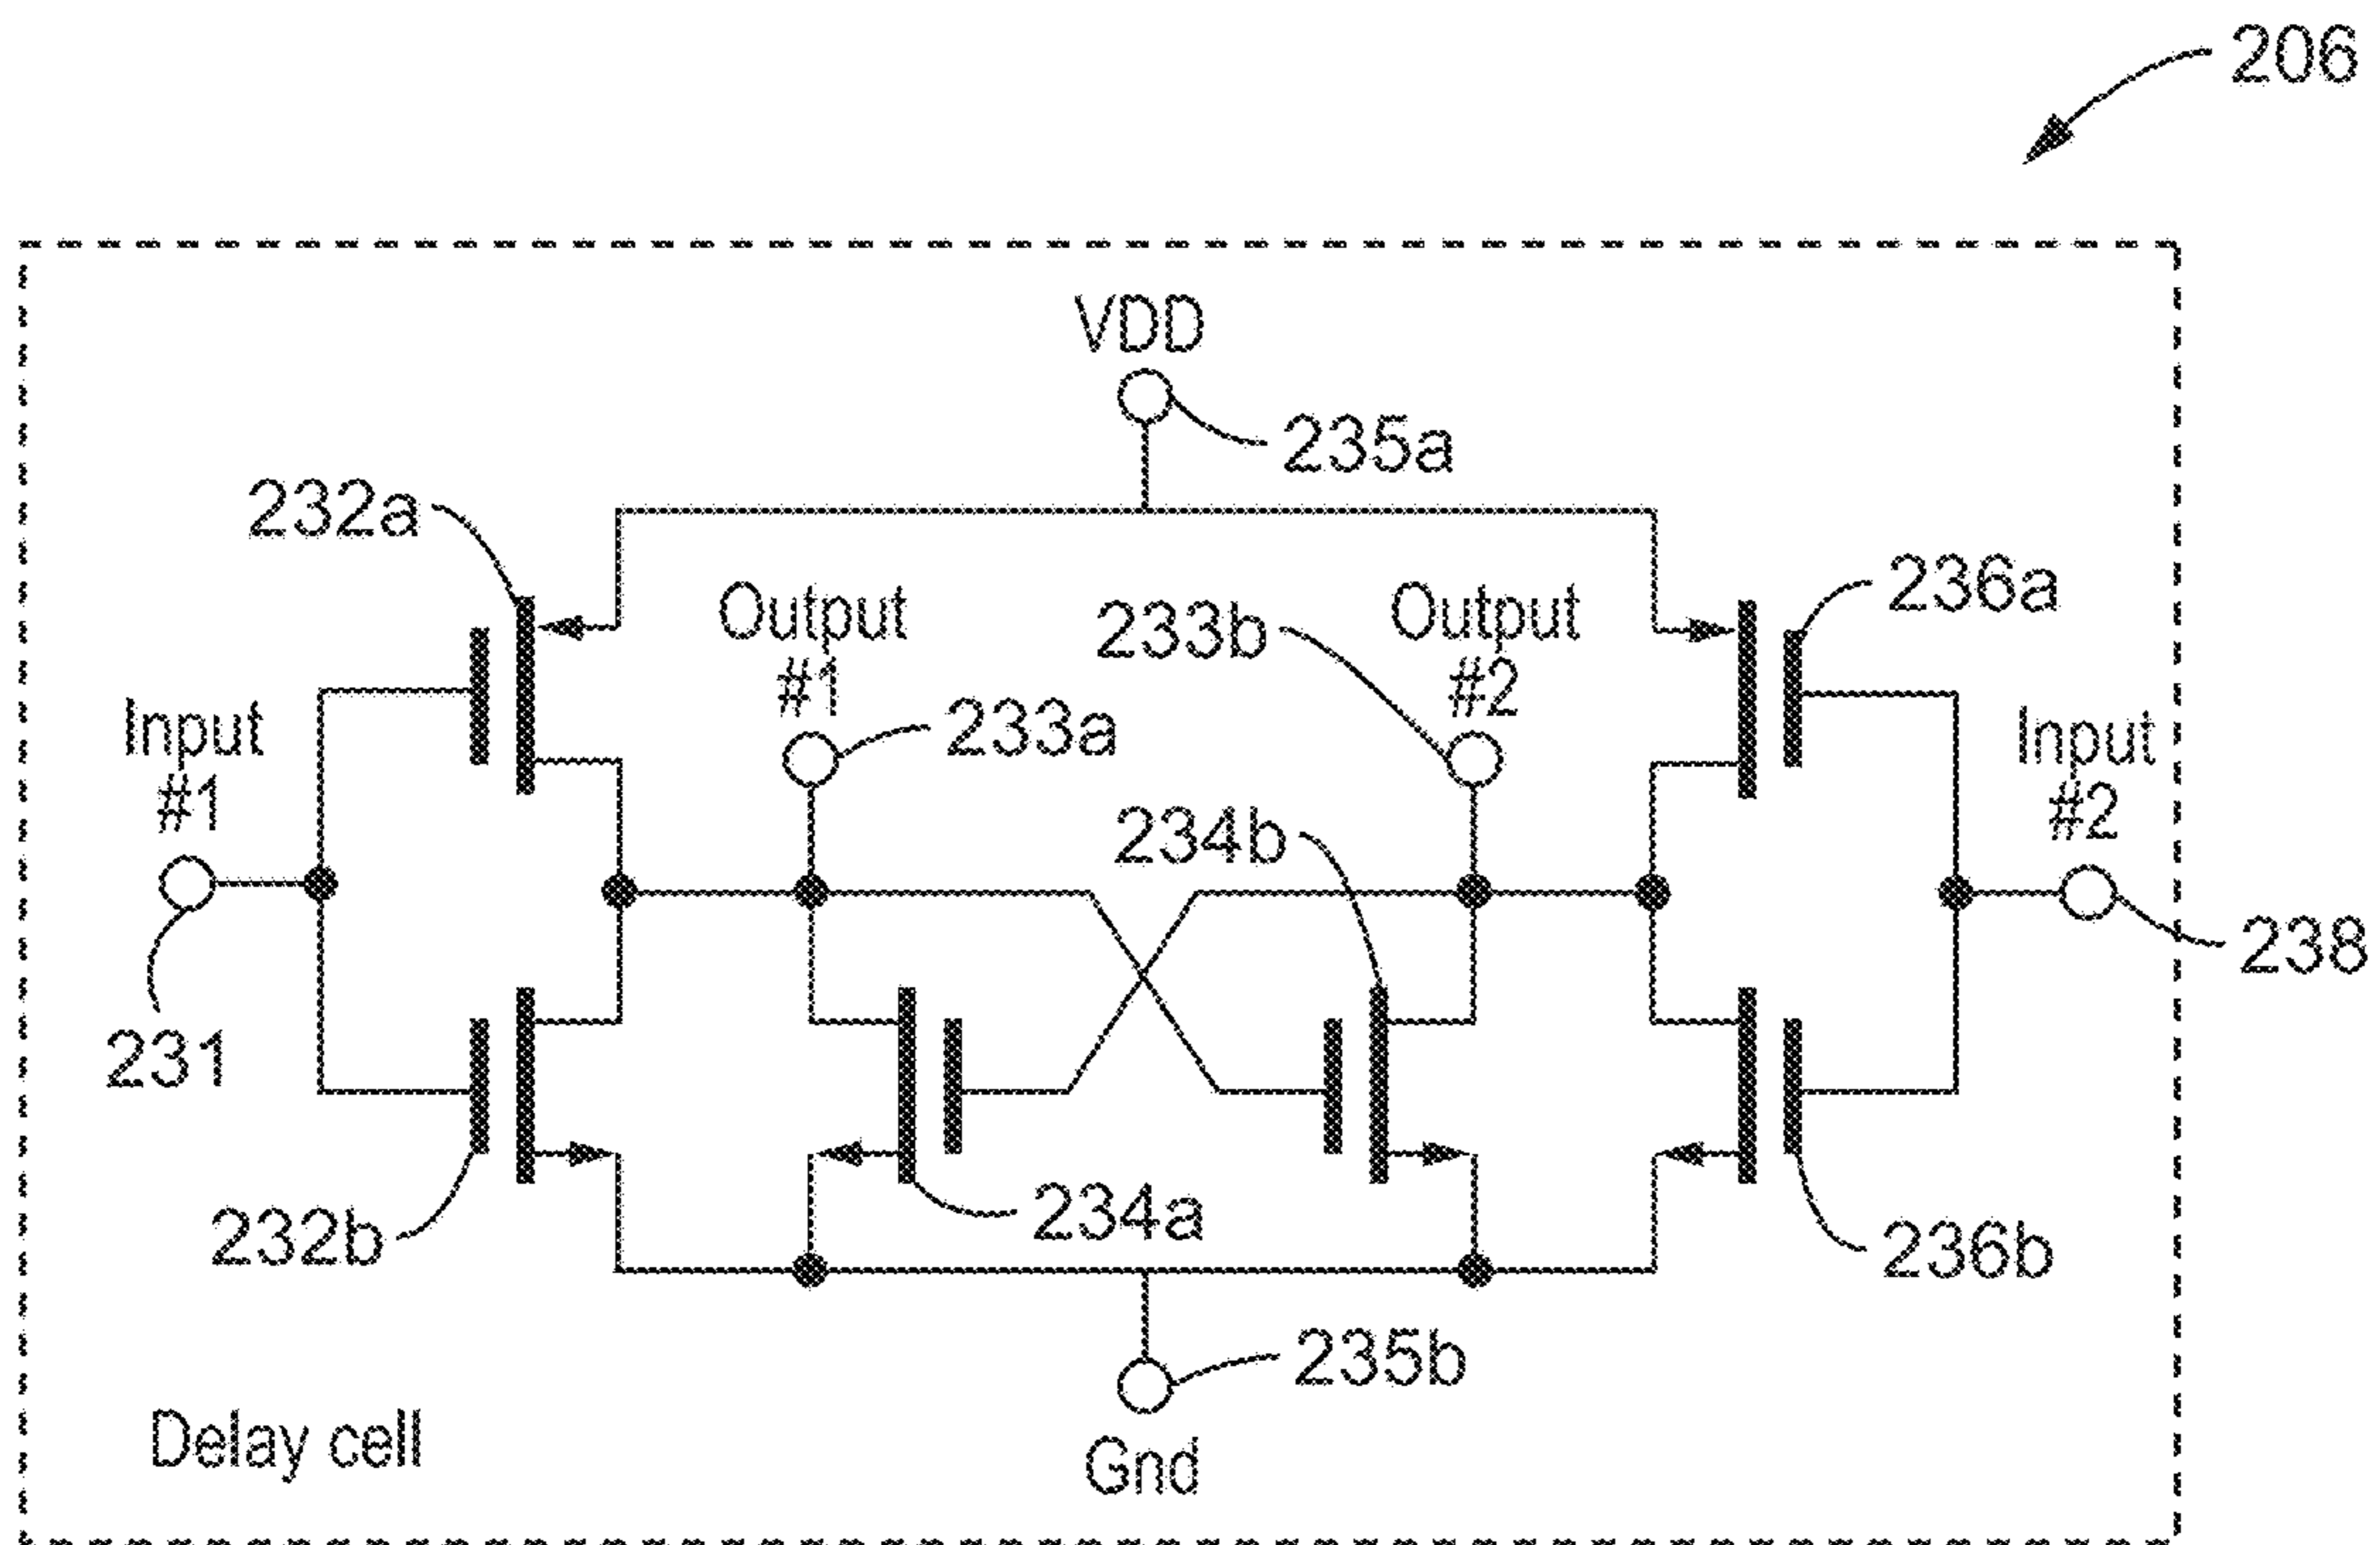 206
VDD
235a
232a
236a
Output
#1
233b
Output
#2
233a
Input
#1
Input
#2
234b
238
231
234a
232b
236b
235b
Delay cell
Gnd